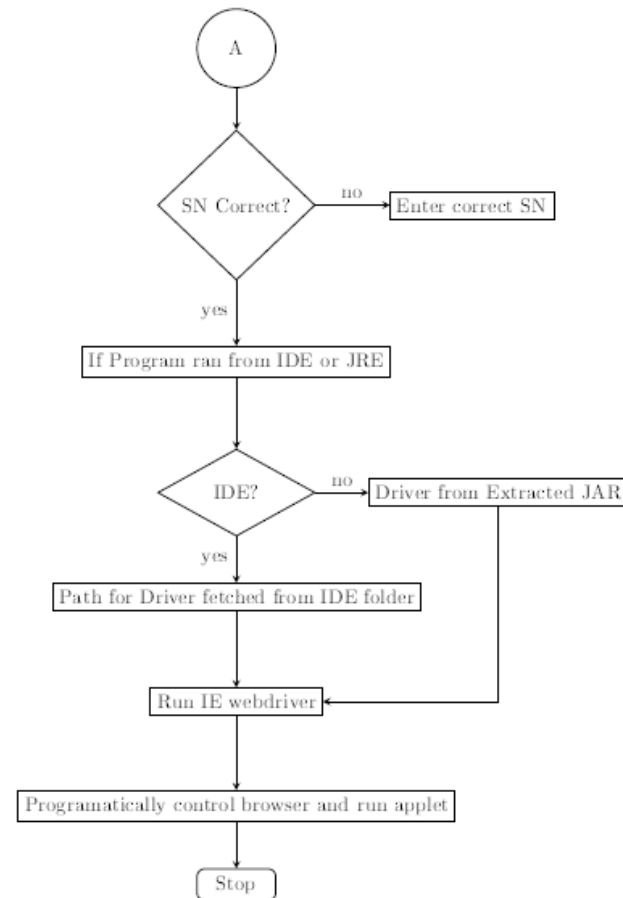 A
SN Correct?
no
Enter correct SN
yes
If Program ran from IDE or JRE
IDE?
no
Driver from Extracted JAR
yes
Path for Driver fetched from IDE folder
Run IE webdriver
Programatically control browser and run applet
Stop